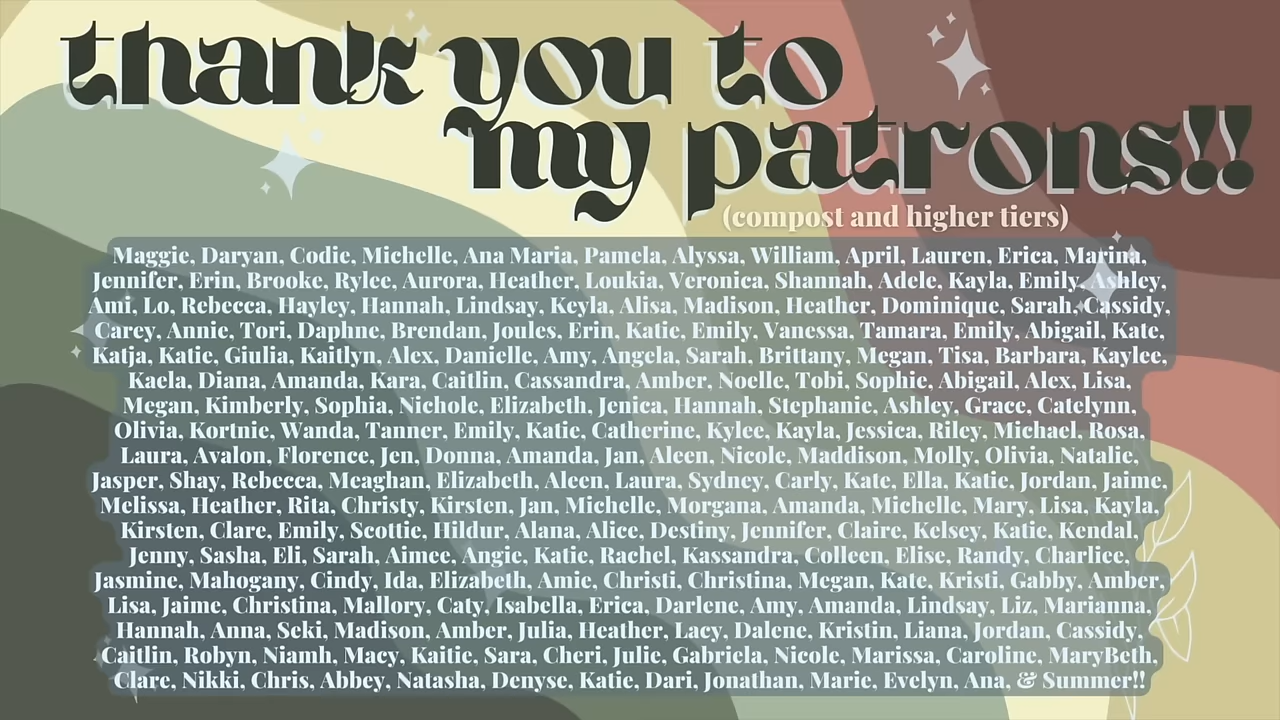 thank you to
my patrons!!
(compost and higher tiers)
Maggie, Daryan, Codie, Michelle, Ana Maria, Pamela, Alyssa, William, April, Lauren, Erica, Marina,
Jennifer, Erin, Brooke, Rylee, Aurora, Heather, Loukia, Veronica, Shannah, Adele, Kayla, Emily, Ashley,
Ami, Lo, Rebecca, Hayley, Hannah, Lindsay, Keyla, Alisa, Madison, Heather, Dominique, Sarah, Cassidy,
Carey, Annie, Tori, Daphne, Brendan, Joules, Erin, Katie, Emily, Vanessa, Tamara, Emily, Abigail, Kate,
Katja, Katie, Giulia, Kaitlyn, Alex, Danielle, Amy, Angela, Sarah, Brittany, Megan, Tisa, Barbara, Kaylee,
Kaela, Diana, Amanda, Kara, Caitlin, Cassandra, Amber, Noelle, Tobi, Sophie, Abigail, Alex, Lisa,
Megan, Kimberly, Sophia, Nichole, Elizabeth, Jenica, Hannah, Stephanie, Ashley, Grace, Catelynn,
Olivia, Kortnie, Wanda, Tanner, Emily, Katie, Catherine, Kylee, Kayla, Jessica, Riley, Michael, Rosa,
Laura, Avalon, Florence, Jen, Donna, Amanda, Jan, Aleen, Nicole, Maddison, Molly, Olivia, Natalie,
Jasper, Shay, Rebecca, Meaghan, Elizabeth, Aleen, Laura, Sydney, Carly, Kate, Ella, Katie, Jordan, Jaime,
Melissa, Heather, Rita, Christy, Kirsten, Jan, Michelle, Morgana, Amanda, Michelle, Mary, Lisa, Kayla,
Kirsten, Clare, Emily, Scottie, Hildur, Alana, Alice, Destiny, Jennifer, Claire, Kelsey, Katie, Kendal,
Jenny, Sasha, Eli, Sarah, Aimee, Angie, Katie, Rachel, Kassandra, Colleen, Elise, Randy, Charlice,
Jasmine, Mahogany, Cindy, Ida, Elizabeth, Amie, Christi, Christina, Megan, Kate, Kristi, Gabby, Amber,
Lisa, Jaime, Christina, Mallory, Caty, Isabella, Erica, Darlene, Amy, Amanda, Lindsay, Liz, Marianna,
Hannah, Anna, Seki, Madison, Amber, Julia, Heather, Lacy, Dalene, Kristin, Liana, Jordan, Cassidy,
Caitlin, Robyn, Niamh, Macy, Kaitie, Sara, Cheri, Julie, Gabriela, Nicole, Marissa, Caroline, MaryBeth,
Clare, Nikki, Chris, Abbey, Natasha, Denyse, Katie, Dari, Jonathan, Marie, Evelyn, Ana, & Summer!!